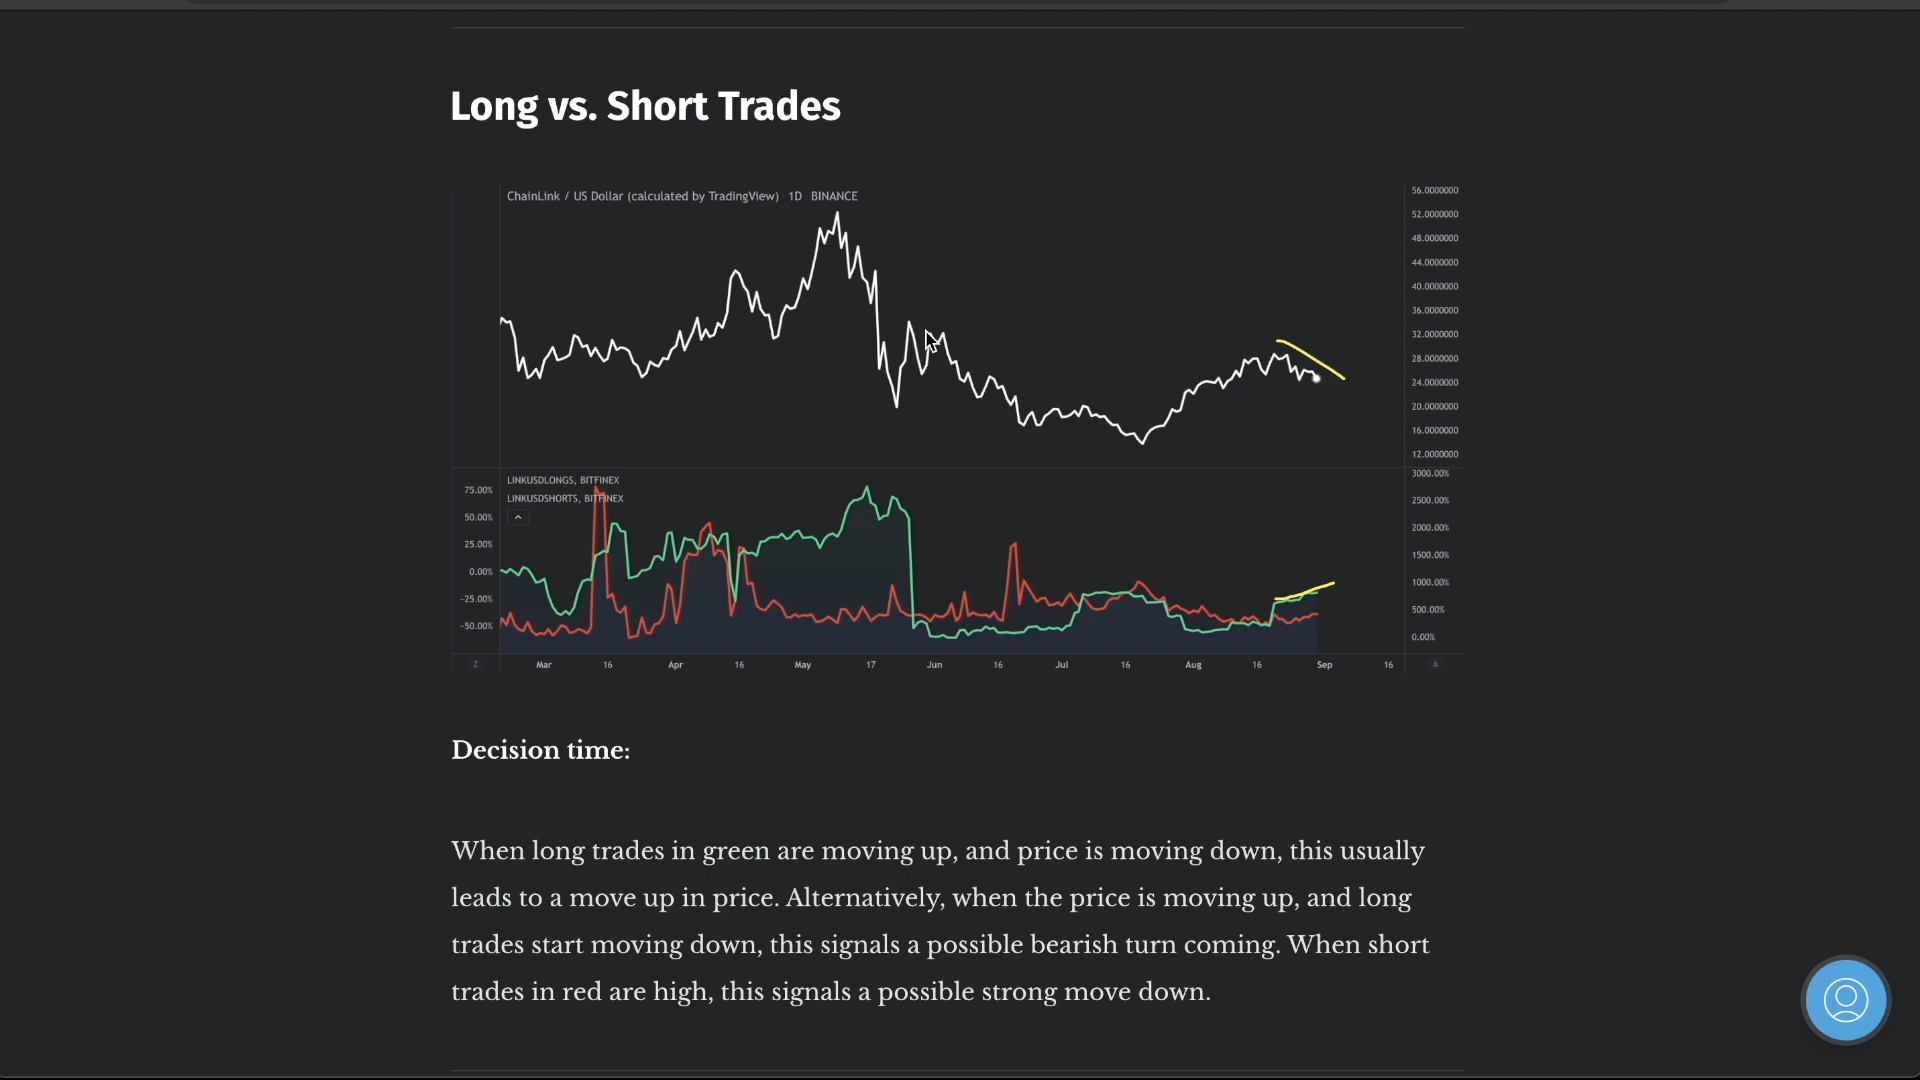 Long vs. Short Trades
ChainLink / US Dollar (calculated by TradingView) · 1D · BINANCE
56.0000000
52.0000000
48.0000000
44.0000000
40.0000000
36.0000000
32.0000000
28.0000000
24.0000000
20.0000000
16.0000000
12.0000000
LINKUSDLONGS, BITFINEX
LINKUSDSHORTS, BITFINEX
75.00%
50.00%
25.00%
0.00%
−25.00%
−50.00%
3000.00%
2500.00%
2000.00%
1500.00%
1000.00%
500.00%
0.00%
Z Mar 16 Apr 16 May 17 Jun 16 Jul 16 Aug 16 Sep 16 A
Decision time:
When long trades in green are moving up, and price is moving down, this usually
leads to a move up in price. Alternatively, when the price is moving up, and long
trades start moving down, this signals a possible bearish turn coming. When short
trades in red are high, this signals a possible strong move down.